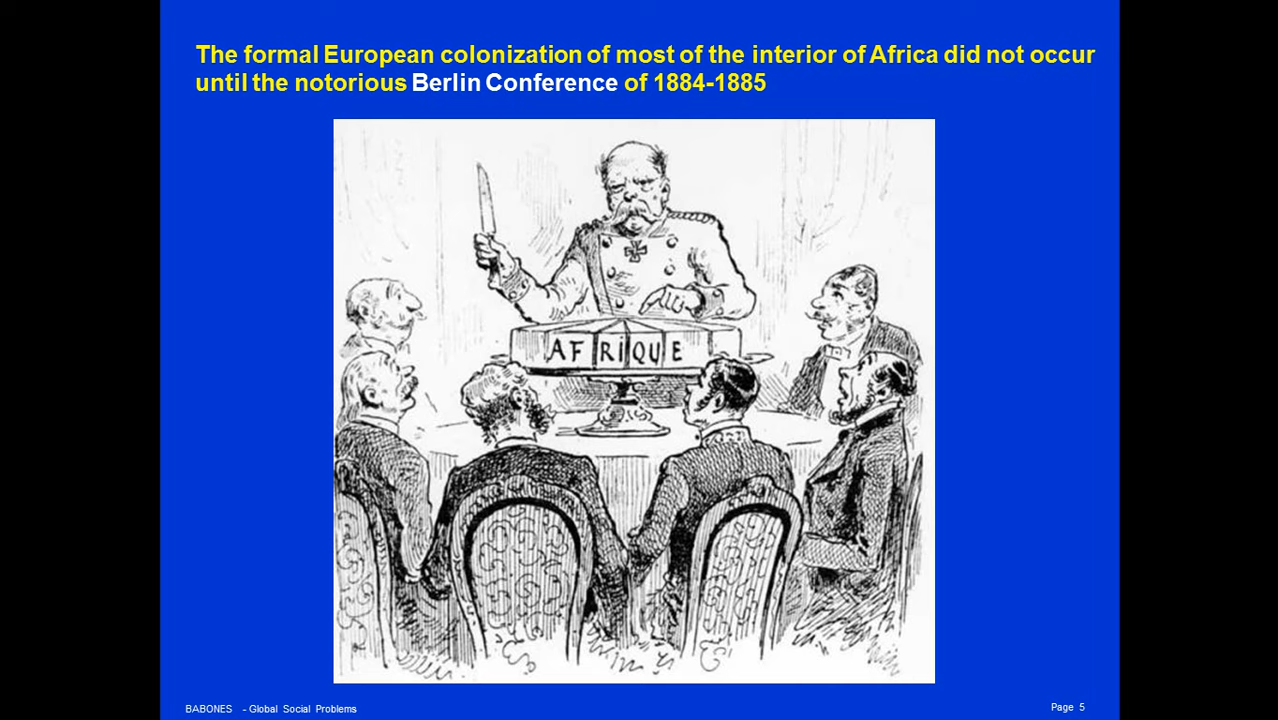 The formal European colonization of most of the interior of Africa did not occur
until the notorious Berlin Conference of 1884-1885
AFRIQUE
BABONES - Global Social Problems
Page 5